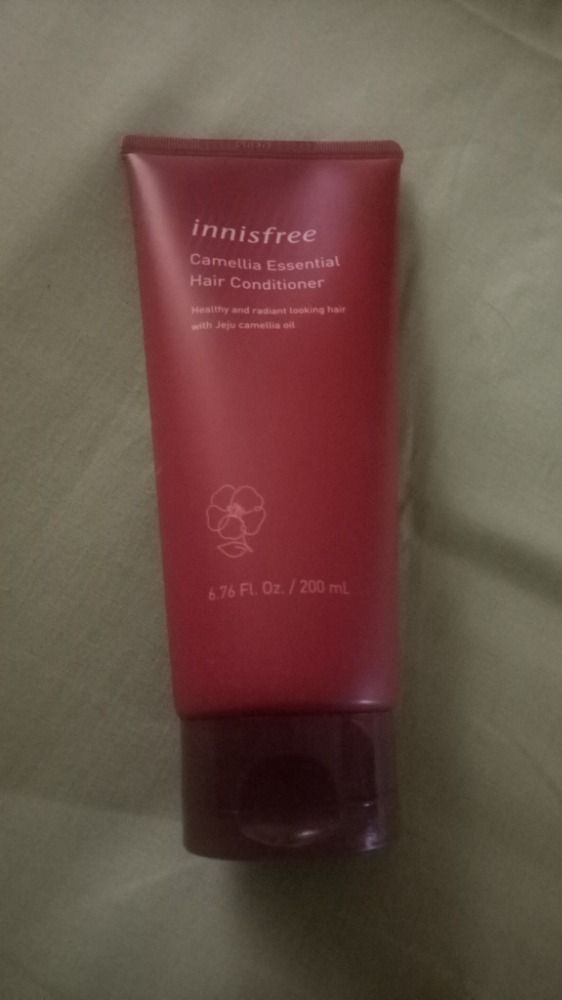 innisfree
Camellia Essential
Hair Conditioner
Healthy and radiant looking hair
with Jeju camellia oil
6.76 Fl. Oz. / 200 mL